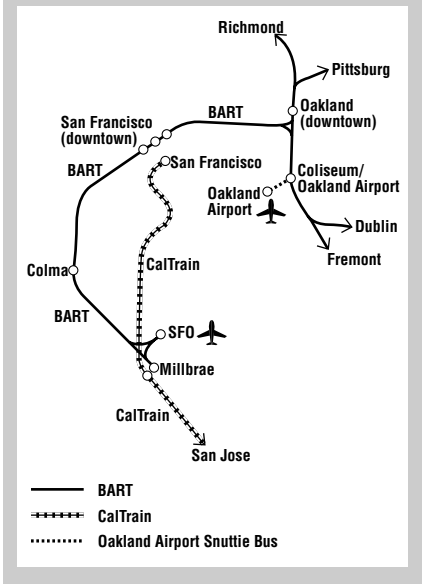 Richmond
Pittsburg
BART
Oakland
(downtown)
San Francisco
(downtown)
San Francisco
BART
Coliseum/
Oakland Airport
Oakland
Airport
Dublin
Fremont
CalTrain
Colma
BART
SFO
Millbrae
CalTrain
San Jose
BART
CalTrain
Oakland Airport Snuttie Bus